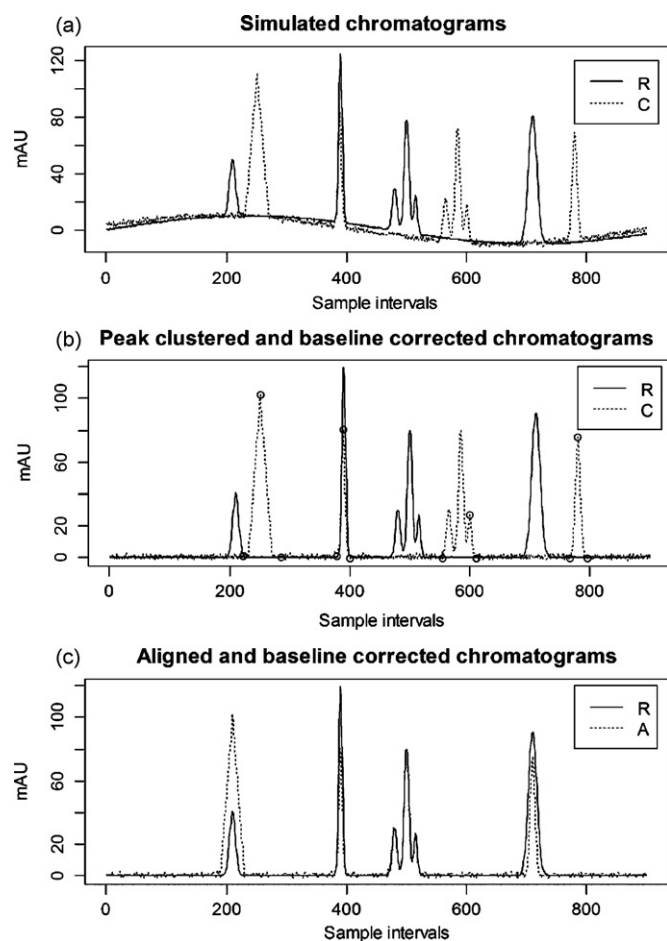 (a) Simulated chromatograms
120
80
40
0
mAU
R
C
0 200 400 600 800
Sample intervals
(b) Peak clustered and baseline corrected chromatograms
100
60
20
0
mAU
R
C
0 200 400 600 800
Sample intervals
(c) Aligned and baseline corrected chromatograms
100
60
20
0
mAU
R
A
0 200 400 600 800
Sample intervals